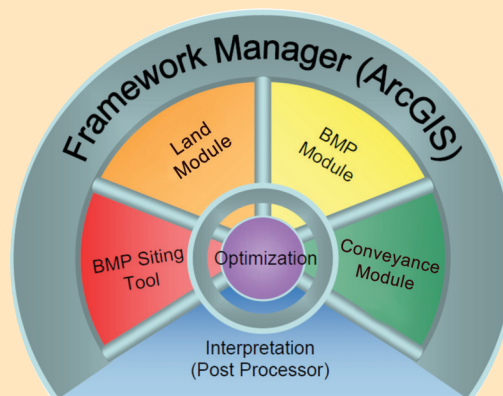 Framework Manager (ArcGIS)
Land
Module
BMP
Module
BMP Siting
Tool
Optimization
Conveyance
Module
Interpretation
(Post Processor)